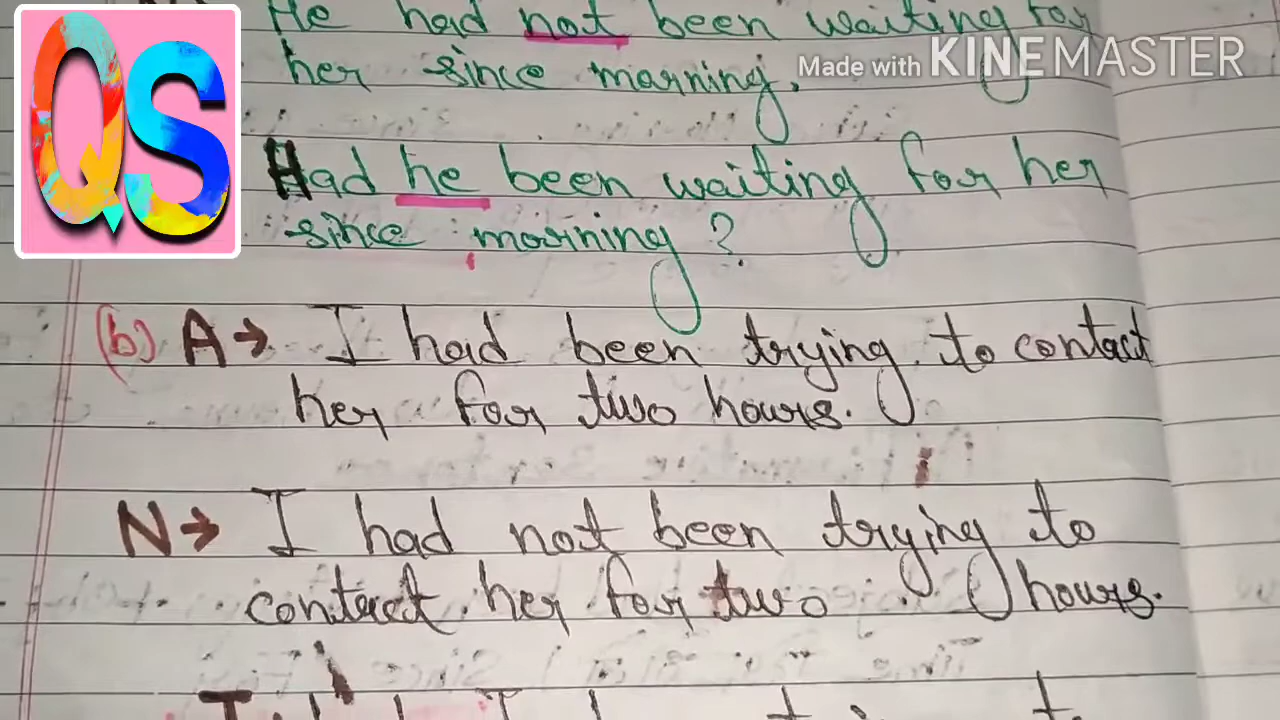 He had not been waiting for
her since morning.
Made with KINEMASTER
QS
Had he been waiting for her
since morning?
(b) A→ I had been trying to contact
her for two hours.
N→ I had not been trying to
contact her for two hours.